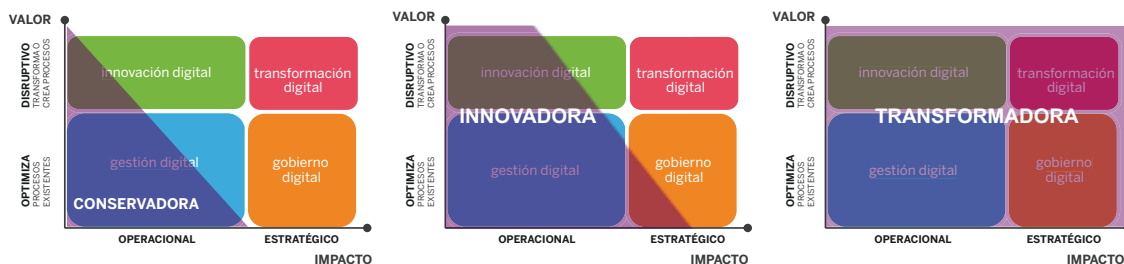 VALOR
DISRUPTIVO
TRANSFORMA O
CREA PROCESOS
OPTIMIZA
PROCESOS
EXISTENTES
innovación digital
transformación
digital
gestión digital
gobierno
digital
CONSERVADORA
OPERACIONAL
ESTRATÉGICO
IMPACTO
VALOR
DISRUPTIVO
TRANSFORMA O
CREA PROCESOS
OPTIMIZA
PROCESOS
EXISTENTES
innovación digital
transformación
digital
INNOVADORA
gestión digital
gobierno
digital
OPERACIONAL
ESTRATÉGICO
IMPACTO
VALOR
DISRUPTIVO
TRANSFORMA O
CREA PROCESOS
OPTIMIZA
PROCESOS
EXISTENTES
innovación digital
transformación
digital
TRANSFORMADORA
gestión digital
gobierno
digital
OPERACIONAL
ESTRATÉGICO
IMPACTO